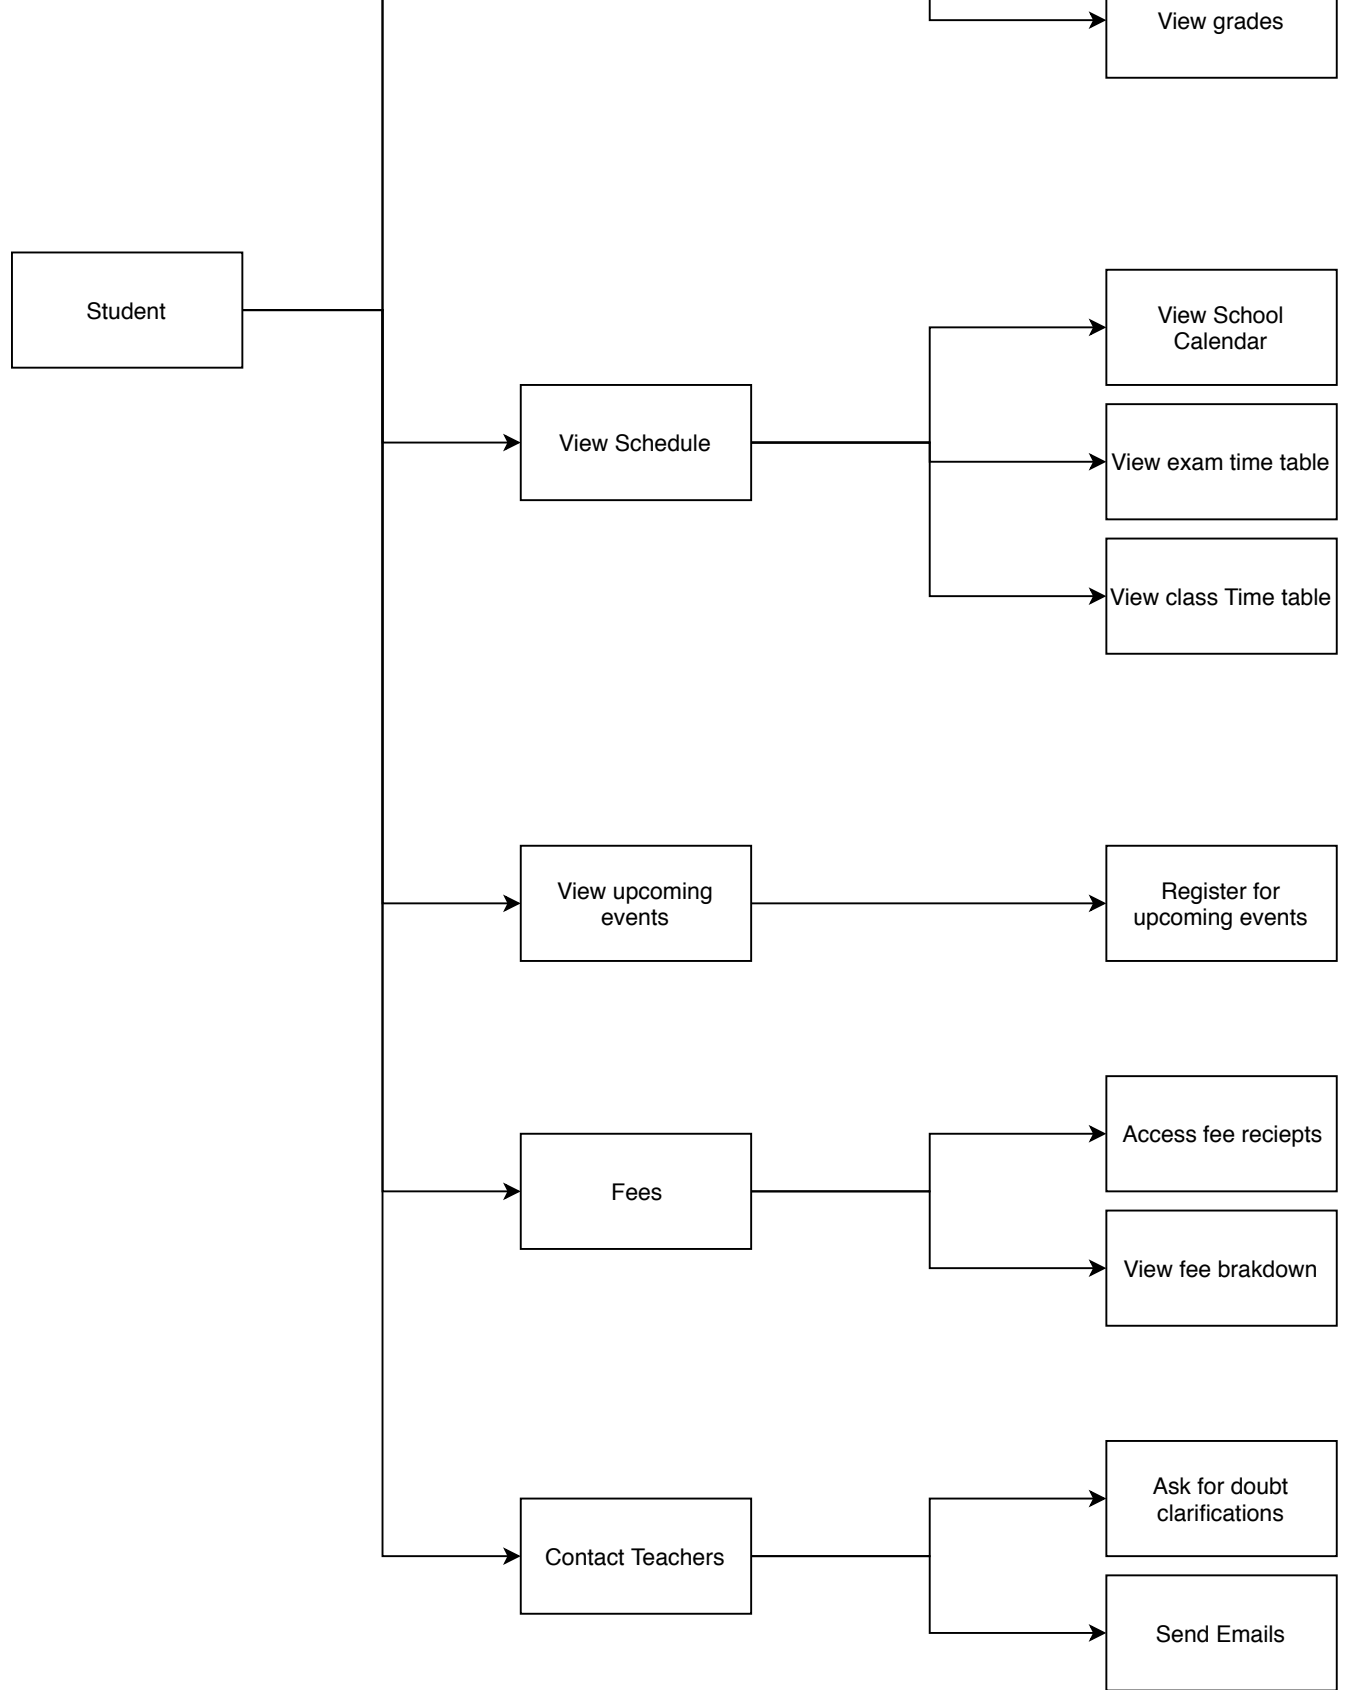 View grades
Student
View School
Calendar
View Schedule
View exam time table
View class Time table
View upcoming
events
Register for
upcoming events
Access fee reciepts
Fees
View fee brakdown
Ask for doubt
clarifications
Contact Teachers
Send Emails